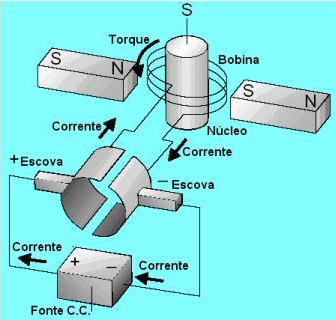 S
Torque
Bobina
S
N
S
N
Corrente
Núcleo
Corrente
+Escova
− Escova
Corrente
+
−
Corrente
Fonte C.C.